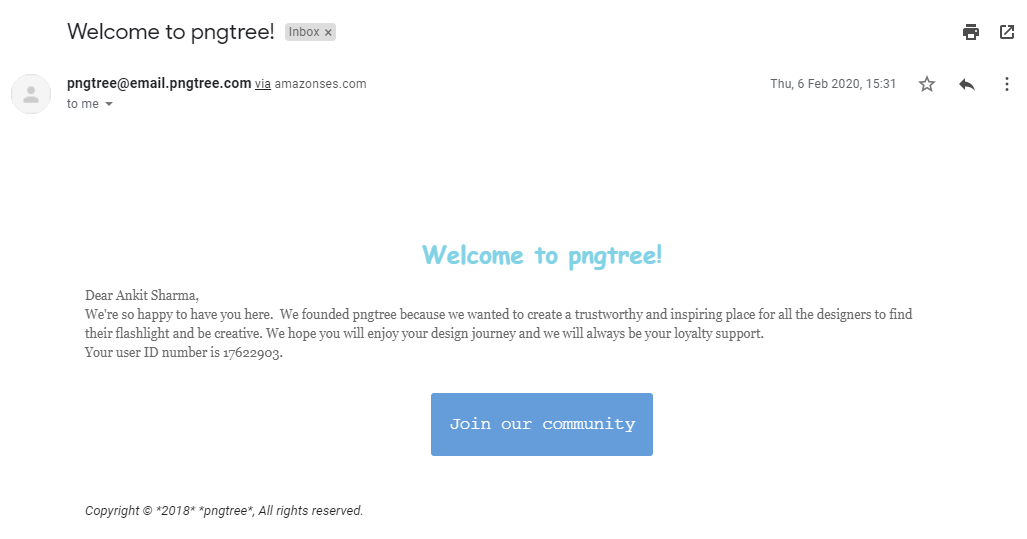 Welcome to pngtree! Inbox ×
pngtree@email.pngtree.com via amazonses.com Thu, 6 Feb 2020, 15:31
to me
Welcome to pngtree!
Dear Ankit Sharma,
We're so happy to have you here.  We founded pngtree because we wanted to create a trustworthy and inspiring place for all the designers to find
their flashlight and be creative. We hope you will enjoy your design journey and we will always be your loyalty support.
Your user ID number is 17622903.
Join our community
Copyright © *2018* *pngtree*, All rights reserved.